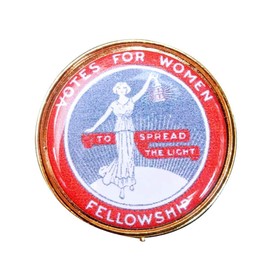 VOTES FOR WOMEN
TO SPREAD
THE LIGHT
FELLOWSHIP